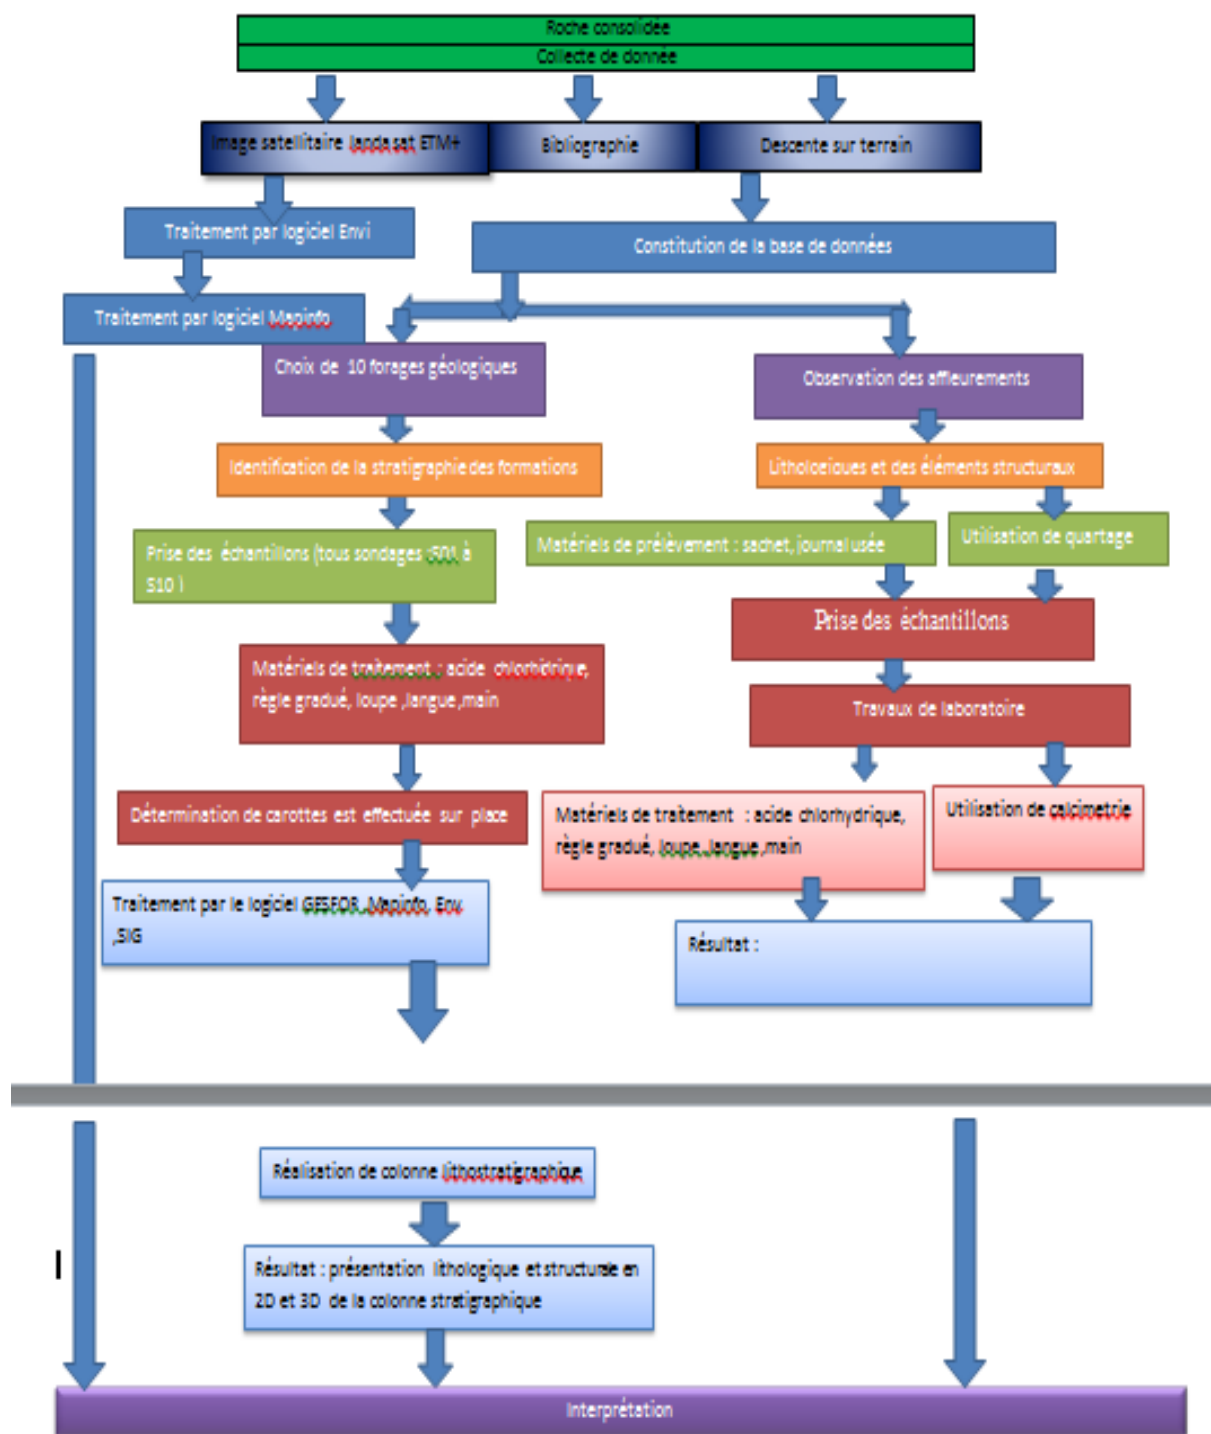 Roche consolidée
Collecte de donnée
Image satellitaire landa sat ETM+
Bibliographie
Descente sur terrain
Traitement par logiciel Envi
Constitution de la base de données
Traitement par logiciel Mapinfo
Choix de 10 forages géologiques
Observation des affleurements
Identification de la stratigraphie des formations
Lithologiques et des éléments structuraux
Prise des échantillons (tous sondages :S01 à
S10 )
Matériels de prélèvement : sachet, journal usée
Utilisation de quartage
Prise des échantillons
Matériels de traitement : acide chlorhidrique,
règle gradué, loupe ,langue ,main
Travaux de laboratoire
Détermination de carottes est effectuée sur place
Matériels de traitement : acide chlorhydrique,
règle gradué, loupe ,langue ,main
Utilisation de calcimetrie
Traitement par le logiciel GESFOR ,Mapinfo, Env
,SIG
Résultat :
Réalisation de colonne lithostratigraphique
Résultat : présentation lithologique et structurale en
2D et 3D de la colonne stratigraphique
Interprétation